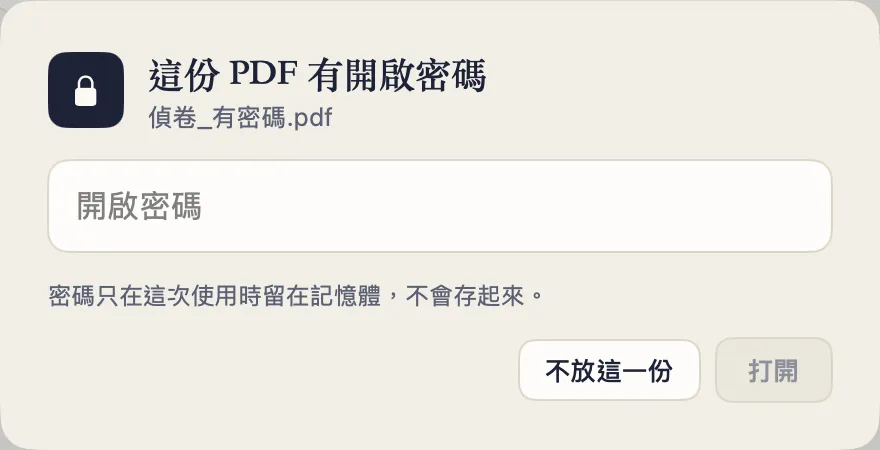 這份 PDF 有開啟密碼
偵卷_有密碼.pdf
開啟密碼
密碼只在這次使用時留在記憶體，不會存起來。
不放這一份
打開